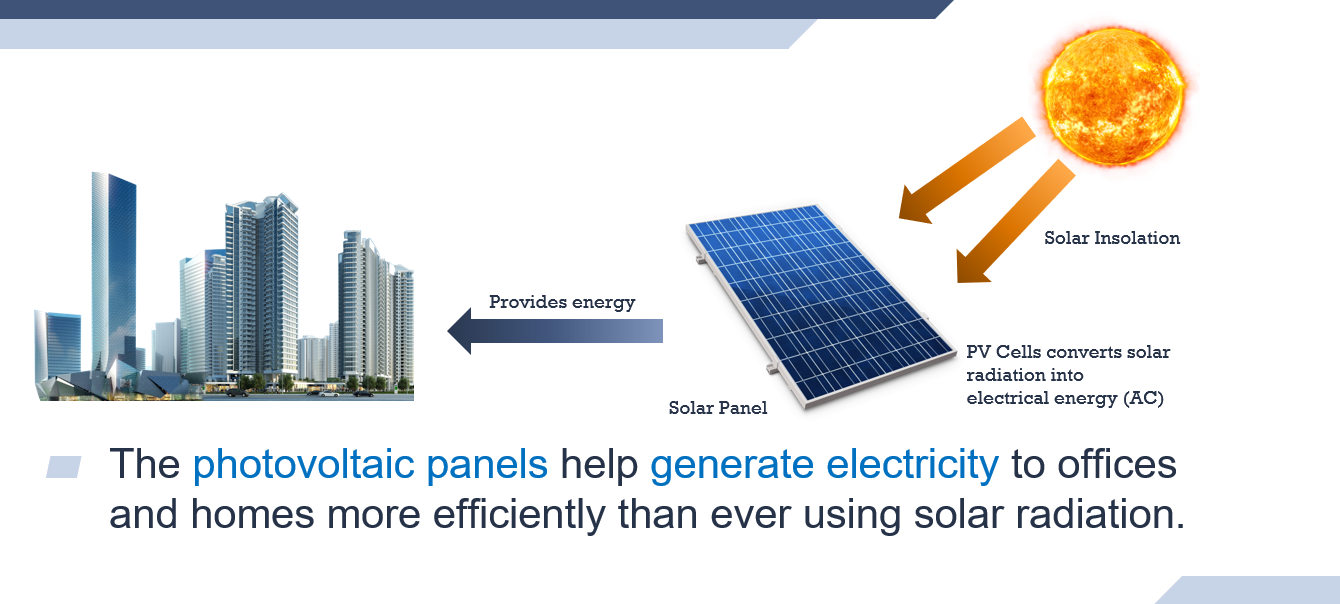 Solar Insolation
Provides energy
PV Cells converts solar
radiation into
electrical energy (AC)
Solar Panel
The photovoltaic panels help generate electricity to offices
and homes more efficiently than ever using solar radiation.